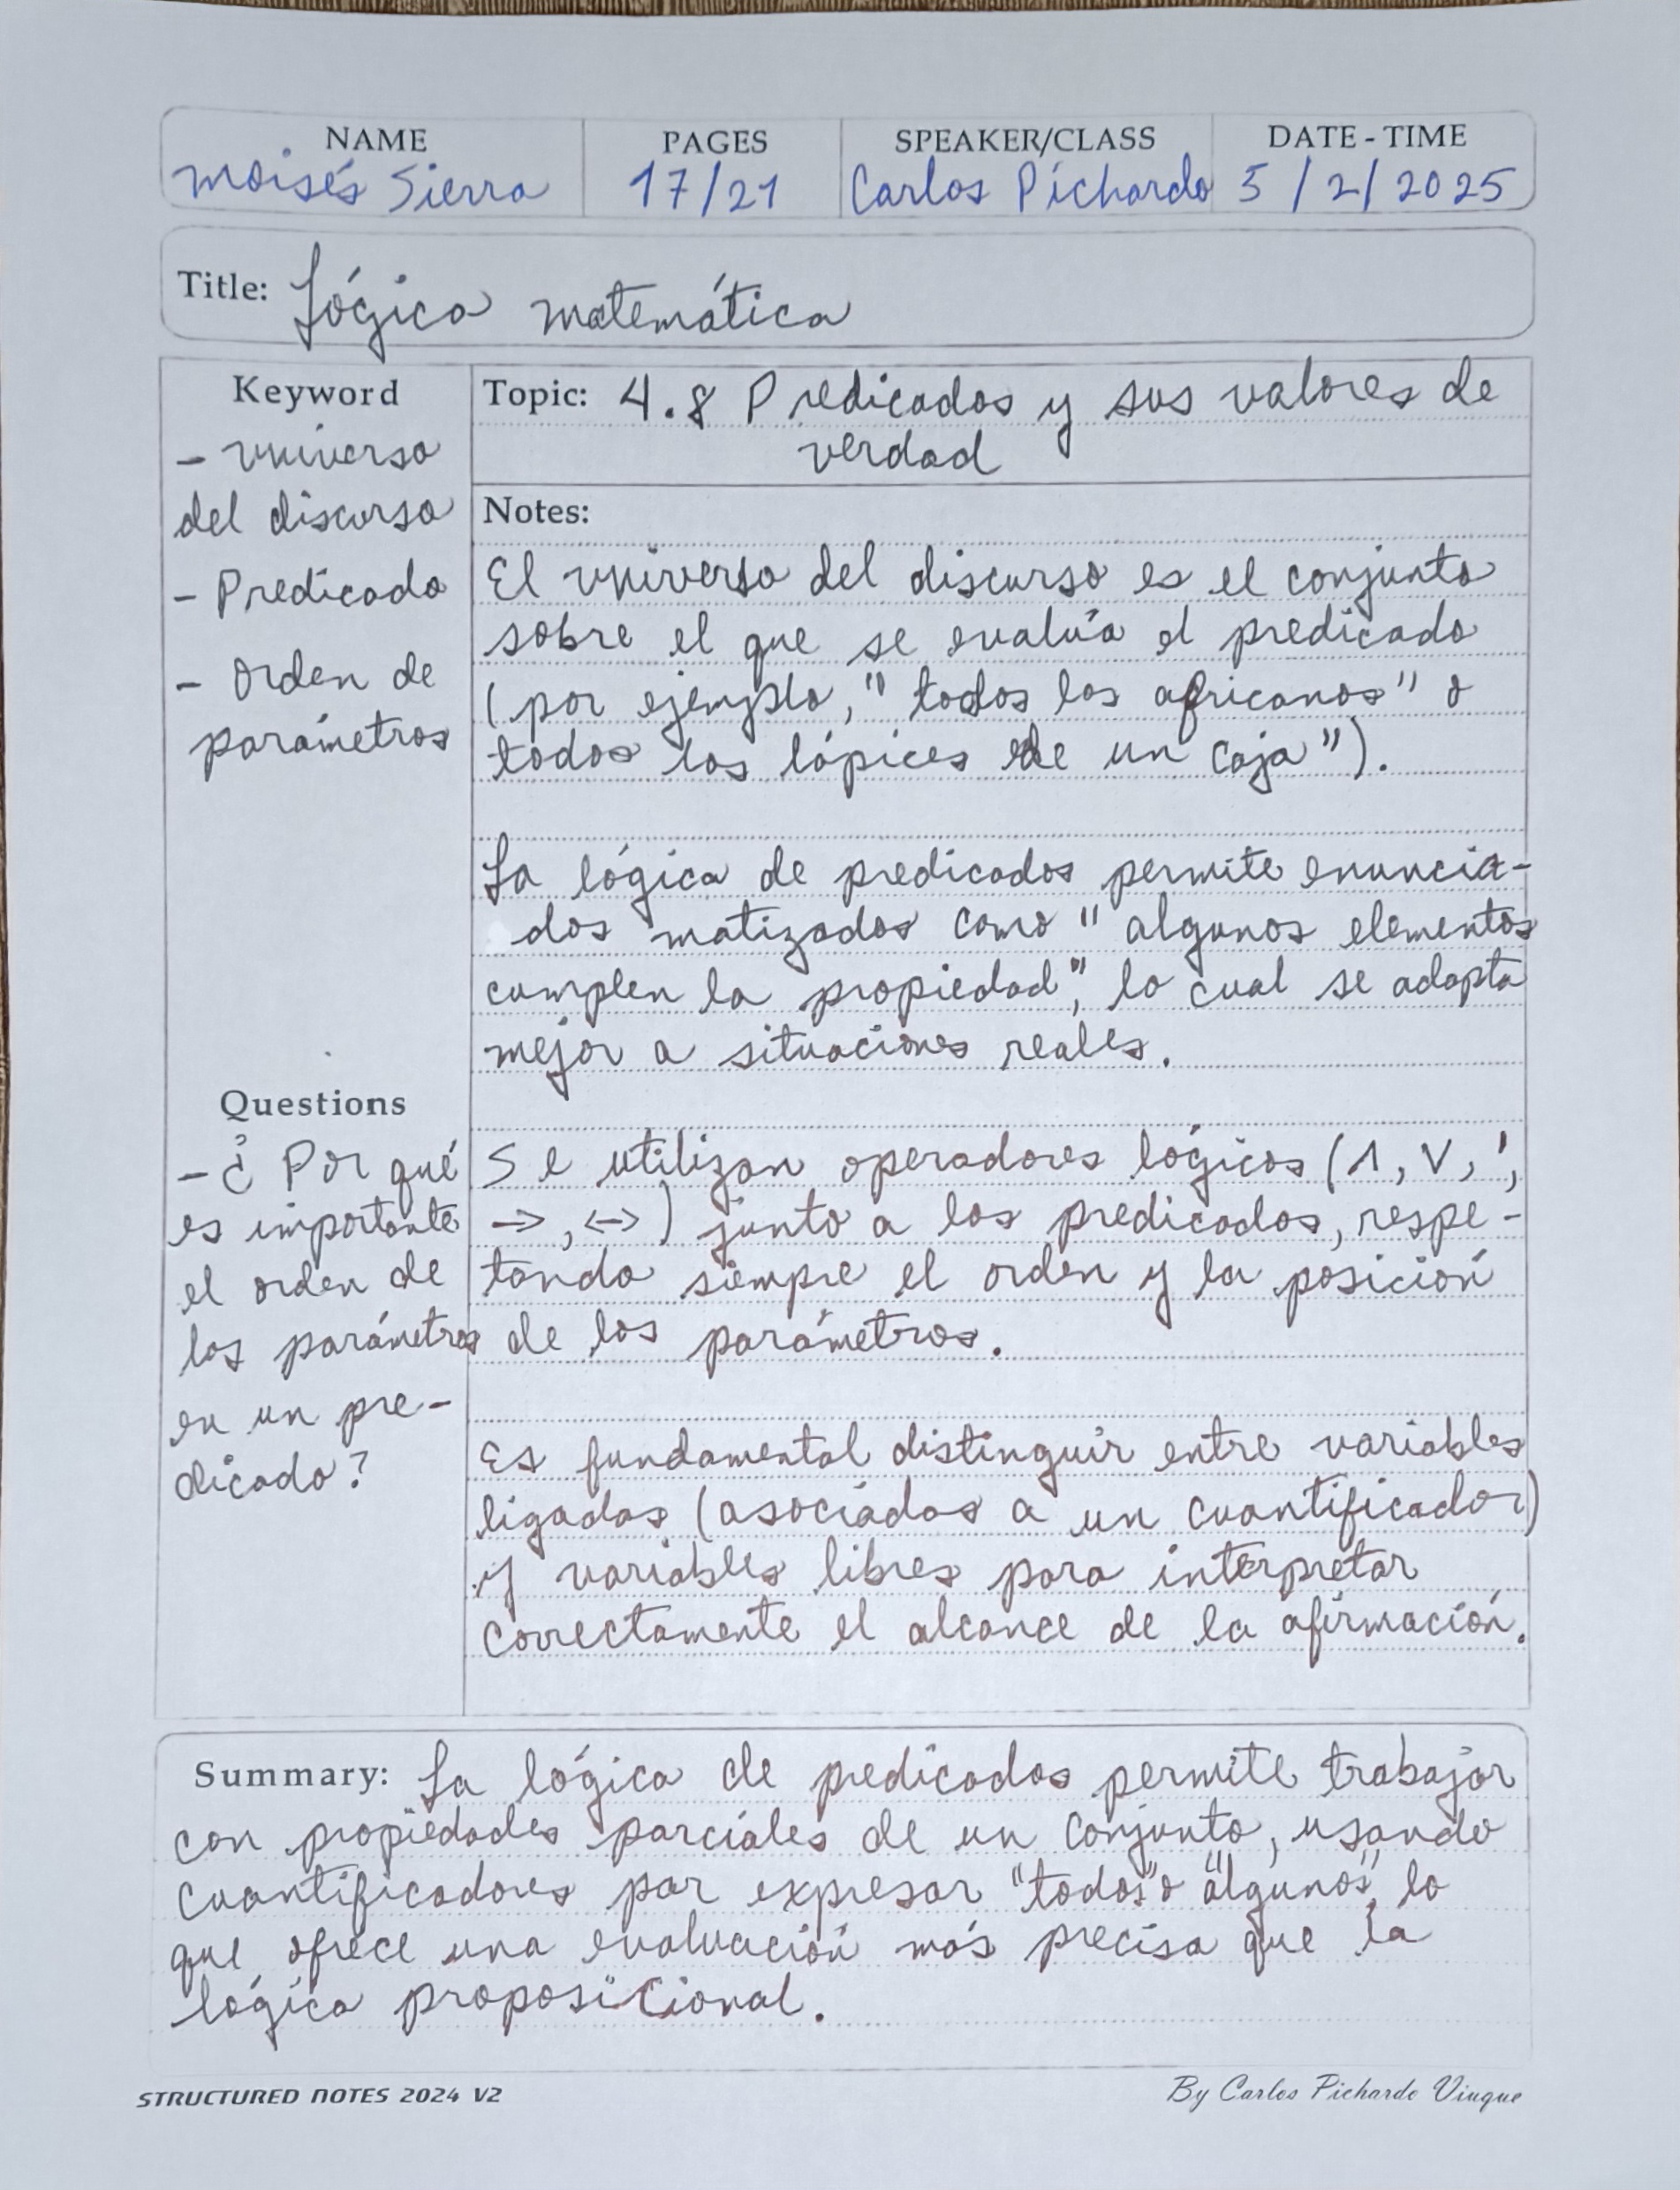 NAME PAGES SPEAKER/CLASS DATE - TIME
Moisés Sierra 17/21 Carlos Pichardo 5/2/2025
Title: Lógica matemática
Keyword
- universo
del discurso
- Predicado
- Orden de
parámetros
Questions
- ¿Por qué
es importante
el orden de
los parámetros
en un pre-
dicado?
Topic: 4.8 Predicados y sus valores de
verdad
Notes:
El universo del discurso es el conjunto
sobre el que se evalúa el predicado
(por ejemplo, "todos los africanos" o
todos los lápices de un caja").
La lógica de predicados permite enuncia-
dos matizados como "algunos elementos
cumplen la propiedad", lo cual se adapta
mejor a situaciones reales.
Se utilizan operadores lógicos (∧, ∨, ',
→, ↔) junto a los predicados, respe-
tando siempre el orden y la posición
de los parámetros.
Es fundamental distinguir entre variables
ligadas (asociadas a un cuantificador)
y variables libres para interpretar
correctamente el alcance de la afirmación.
Summary: La lógica de predicados permite trabajar
con propiedades parciales de un conjunto, usando
cuantificadores par expresar "todos" o "algunos", lo
que ofrece una evaluación más precisa que la
lógica proposicional.
STRUCTURED NOTES 2024 V2
By Carlos Pichardo Viuque